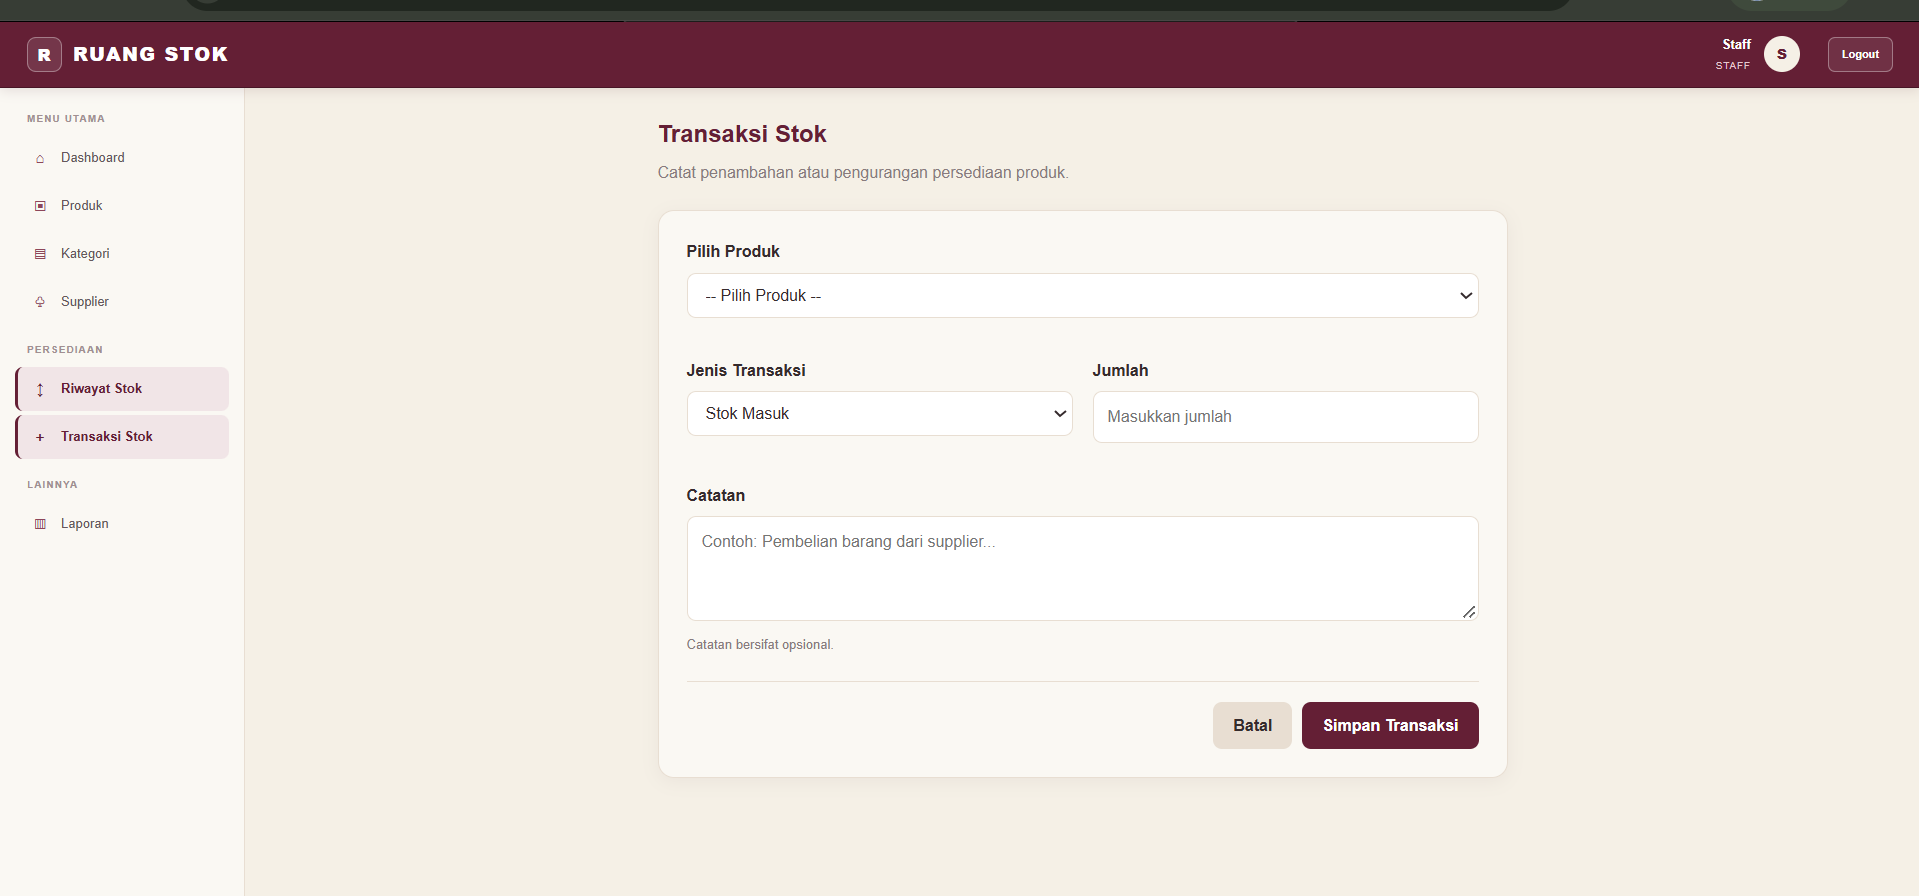 R RUANG STOK
Staff
STAFF
S
Logout
MENU UTAMA
Dashboard
Produk
Kategori
Supplier
PERSEDIAAN
Riwayat Stok
Transaksi Stok
LAINNYA
Laporan
Transaksi Stok
Catat penambahan atau pengurangan persediaan produk.
Pilih Produk
-- Pilih Produk --
Jenis Transaksi
Stok Masuk
Jumlah
Masukkan jumlah
Catatan
Contoh: Pembelian barang dari supplier...
Catatan bersifat opsional.
Batal
Simpan Transaksi